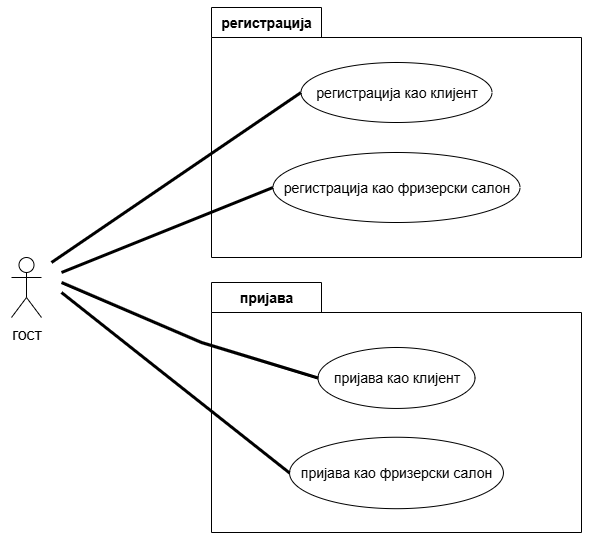 регистрација
регистрација као клијент
регистрација као фризерски салон
гост
пријава
пријава као клијент
пријава као фризерски салон